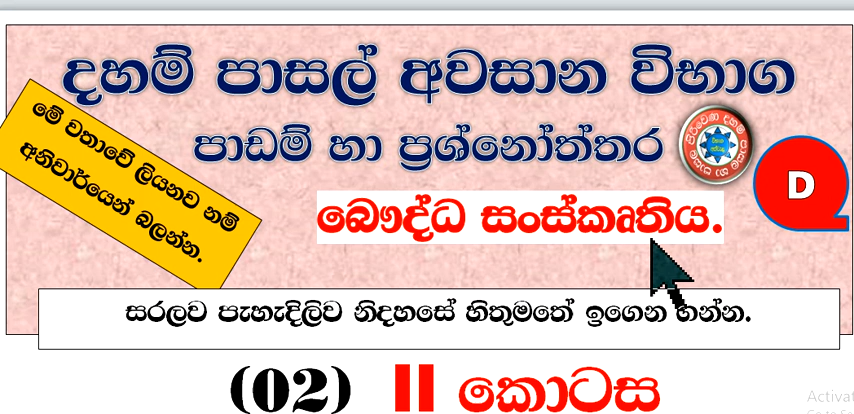 දහම් පාසල් අවසාන විභාග
පාඩම් හා ප්‍රශ්නෝත්තර
මේ වතාවේ ලියනව නම්
අනිවාර්යෙන් බලන්න.
D
බෞද්ධ සංස්කෘතිය.
සරලව පැහැදිලිව නිදහසේ හිතුමතේ ඉගෙන ගන්න.
(02) II කොටස
Activat